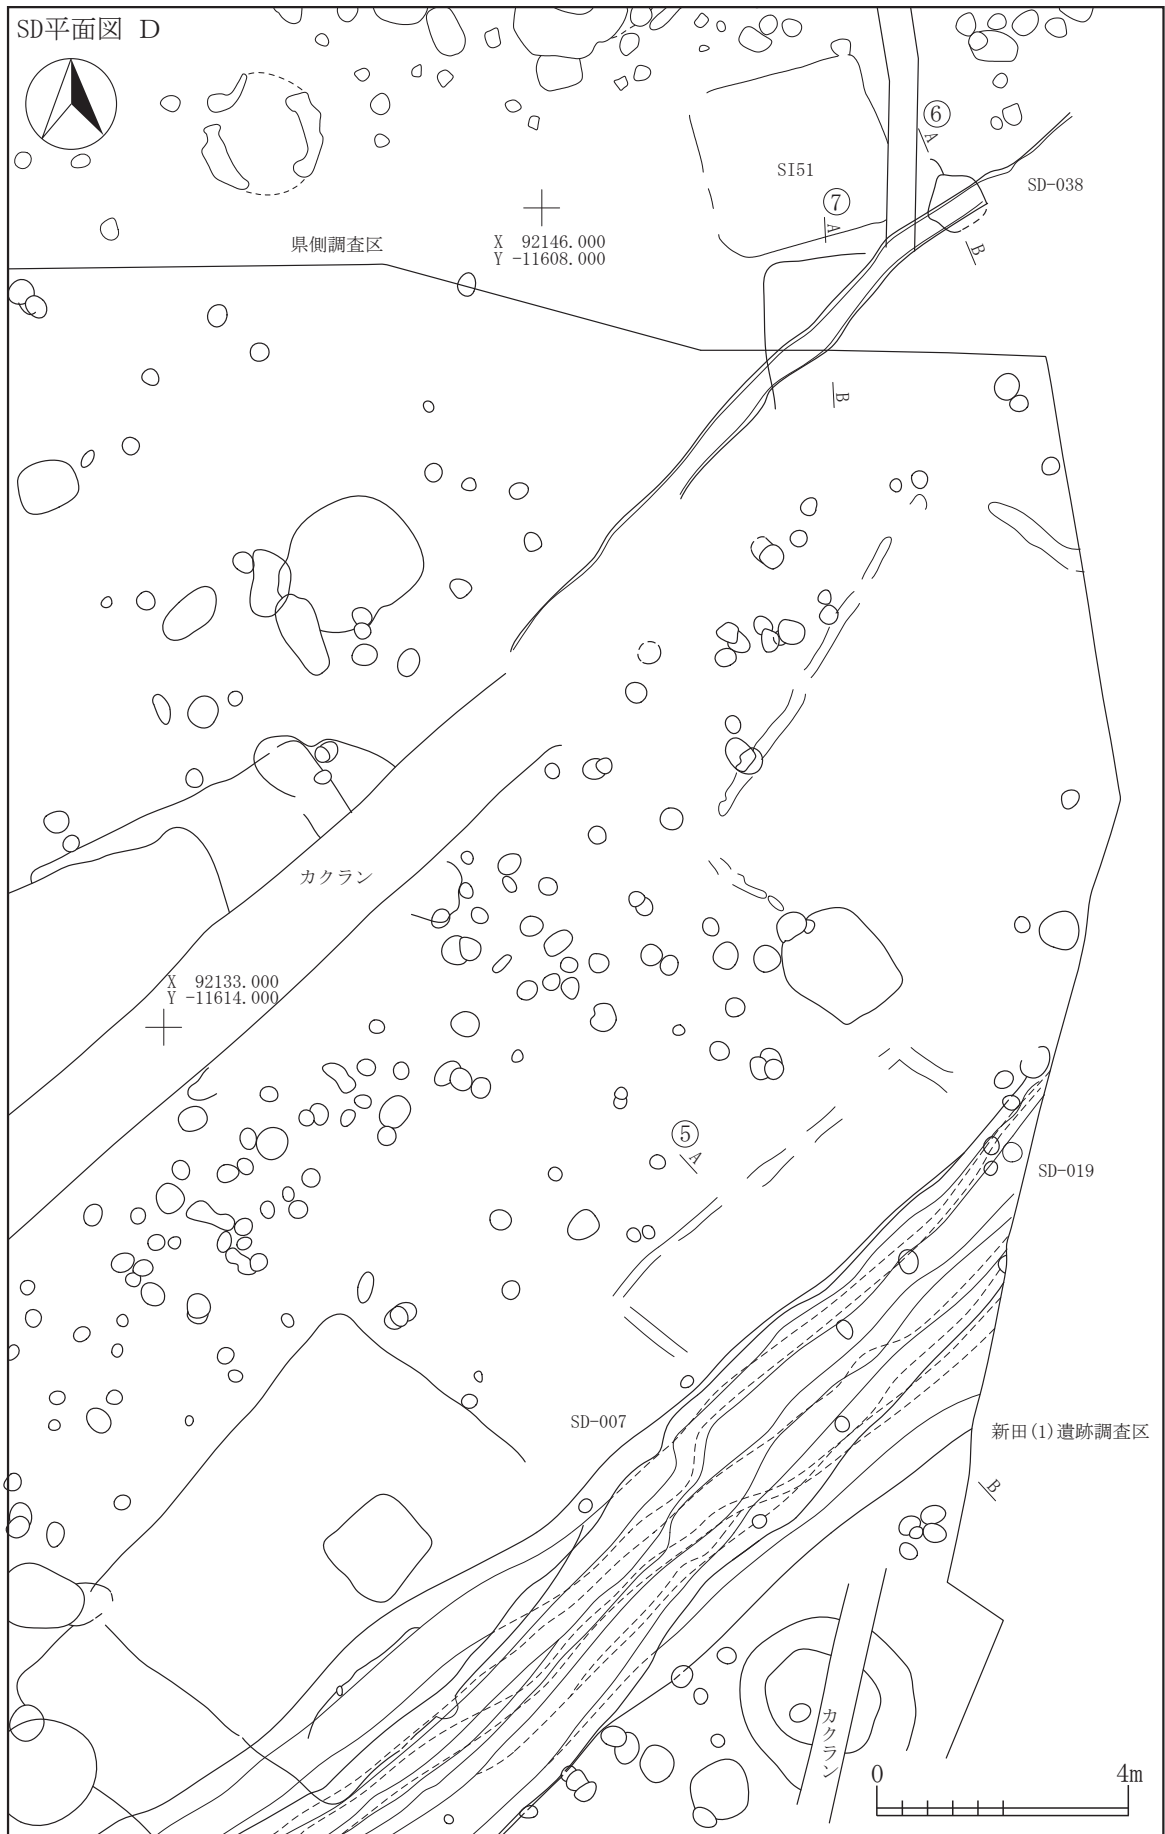 SD平面図 D
⑥
A
SI51
SD-038
⑦
A
県側調査区
X 92146.000
Y -11608.000
B
B
カクラン
X 92133.000
Y -11614.000
⑤
A
SD-019
SD-007
新田(1)遺跡調査区
B
カクラン
0 4m